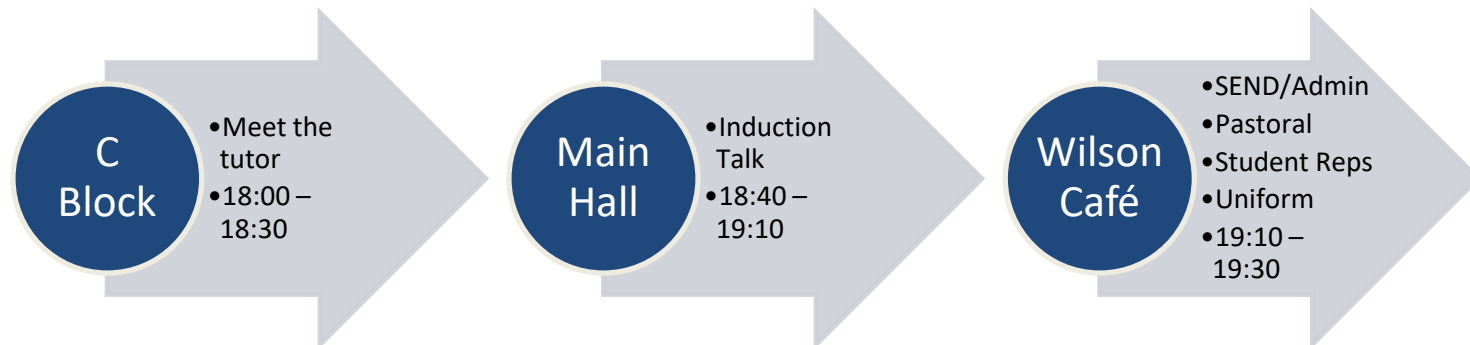 C
Block
•Meet the
tutor
•18:00 –
18:30
Main
Hall
•Induction
Talk
•18:40 –
19:10
Wilson
Café
•SEND/Admin
•Pastoral
•Student Reps
•Uniform
•19:10 –
19:30